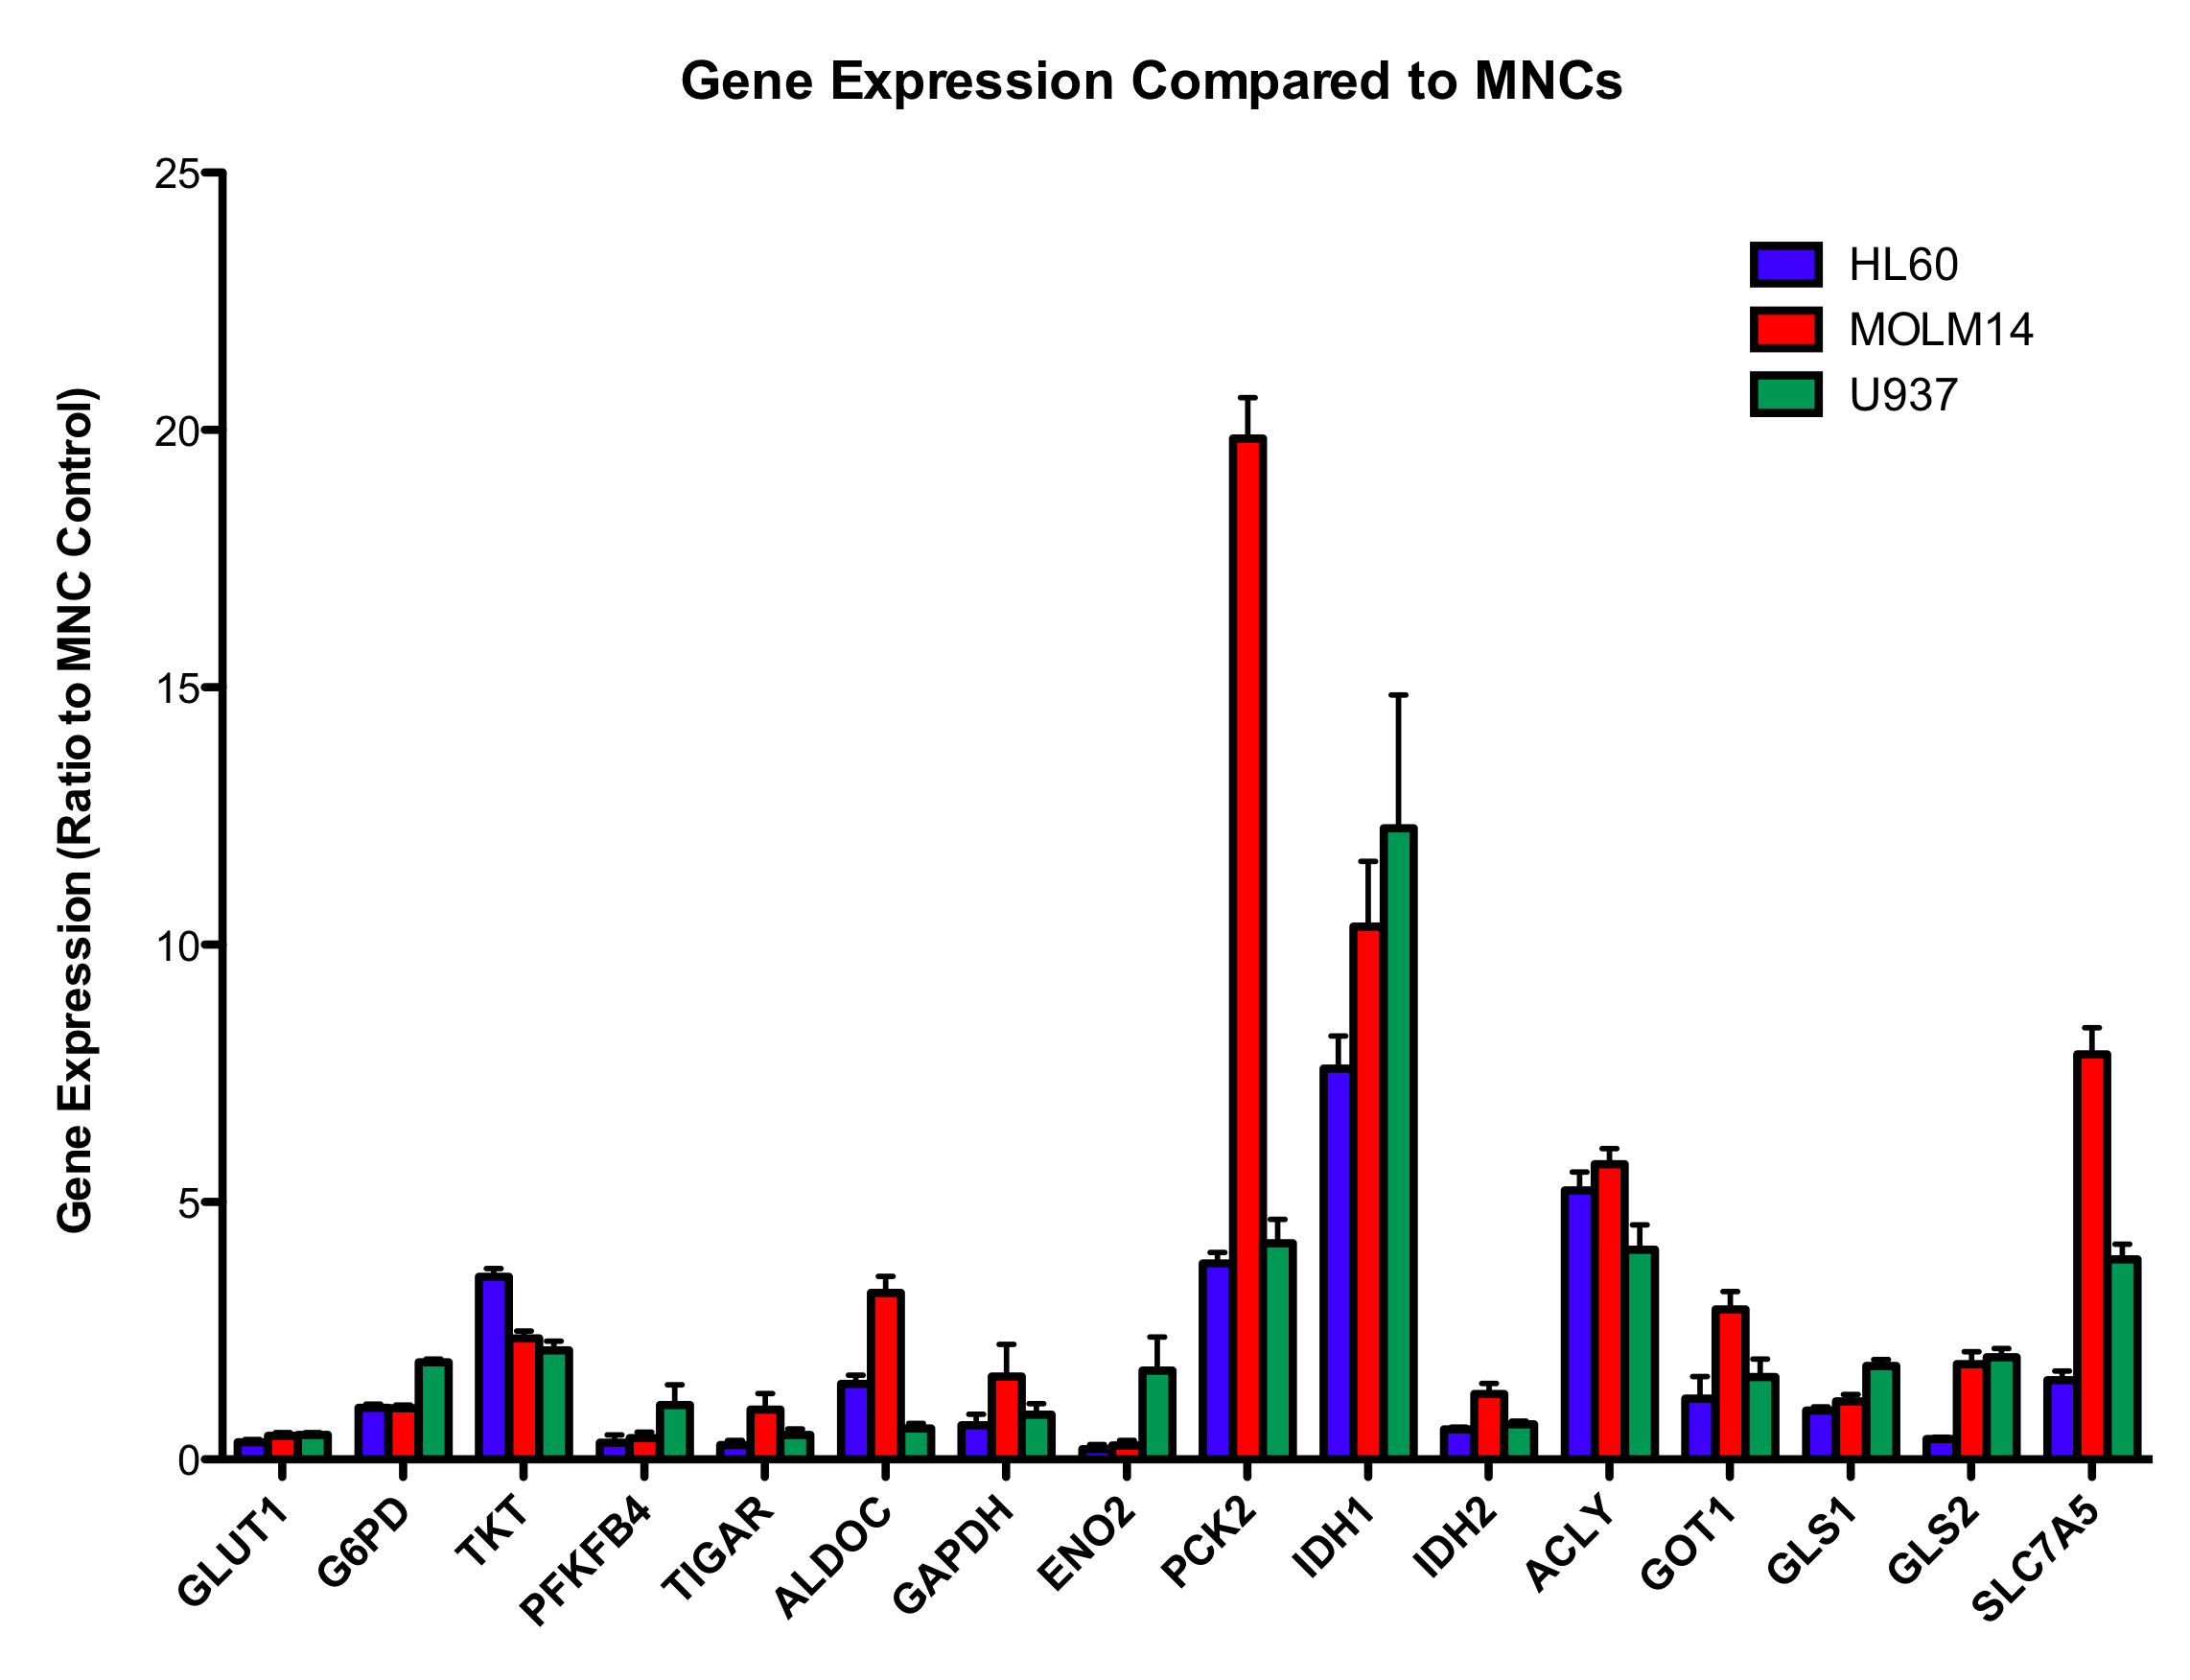 Gene Expression Compared to MNCs
Gene Expression (Ratio to MNC Control)
25
20
15
10
5
0
HL60
MOLM14
U937
GLUT1
G6PD
TKT
PFKFB4
TIGAR
ALDOC
GAPDH
ENO2
PCK2
IDH1
IDH2
ACLY
GOT1
GLS1
GLS2
SLC7A5